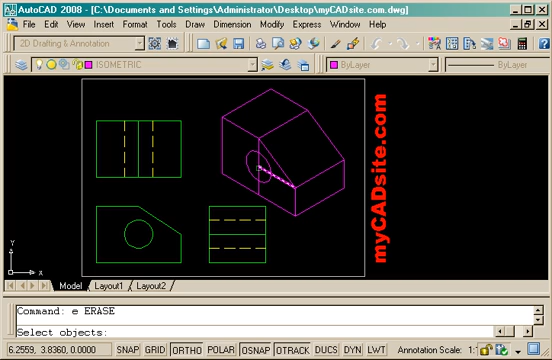 AutoCAD 2008 - [C:\Documents and Settings\Administrator\Desktop\myCADsite.com.dwg]
File Edit View Insert Format Tools Draw Dimension Modify Express Window Help
2D Drafting & Annotation
ISOMETRIC ByLayer ByLayer
myCADsite.com
Y
X
Model Layout1 Layout2
Command: e ERASE
Select objects:
6.2559, 3.8360, 0.0000 SNAP GRID ORTHO POLAR OSNAP OTRACK DUCS DYN LWT Annotation Scale: 1: